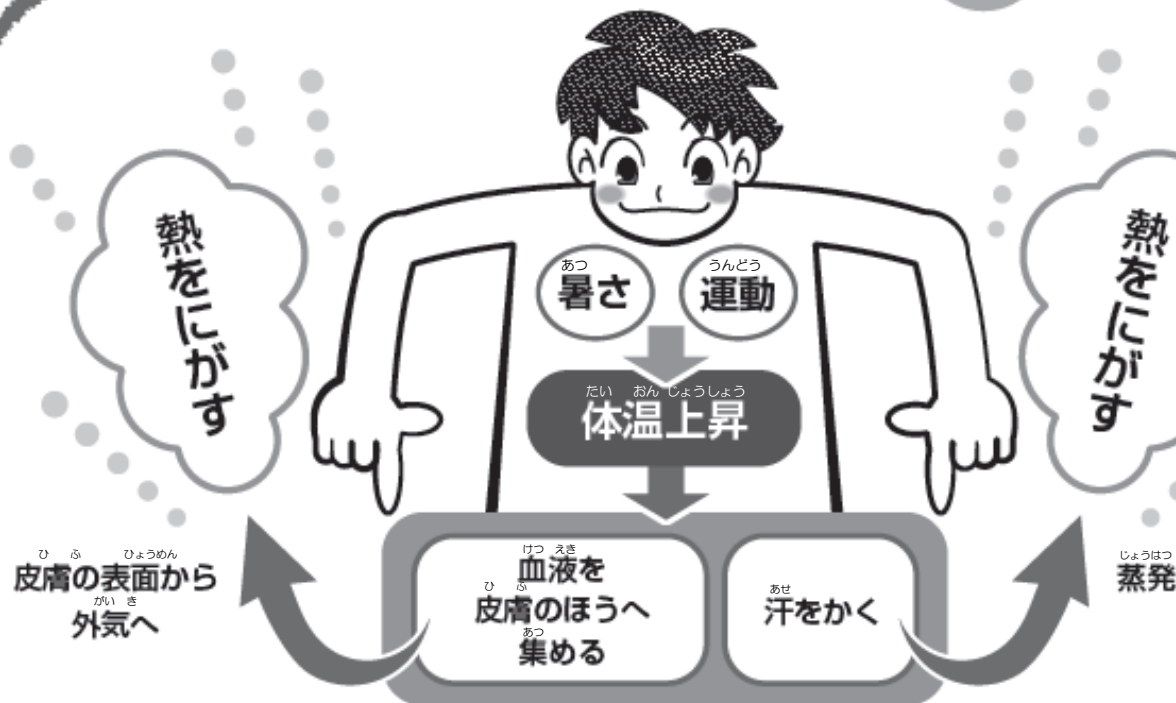 暑さ
運動
体温上昇
血液を
皮膚のほうへ
集める
汗をかく
皮膚の表面から
外気へ
熱をにがす
蒸発
熱をにがす